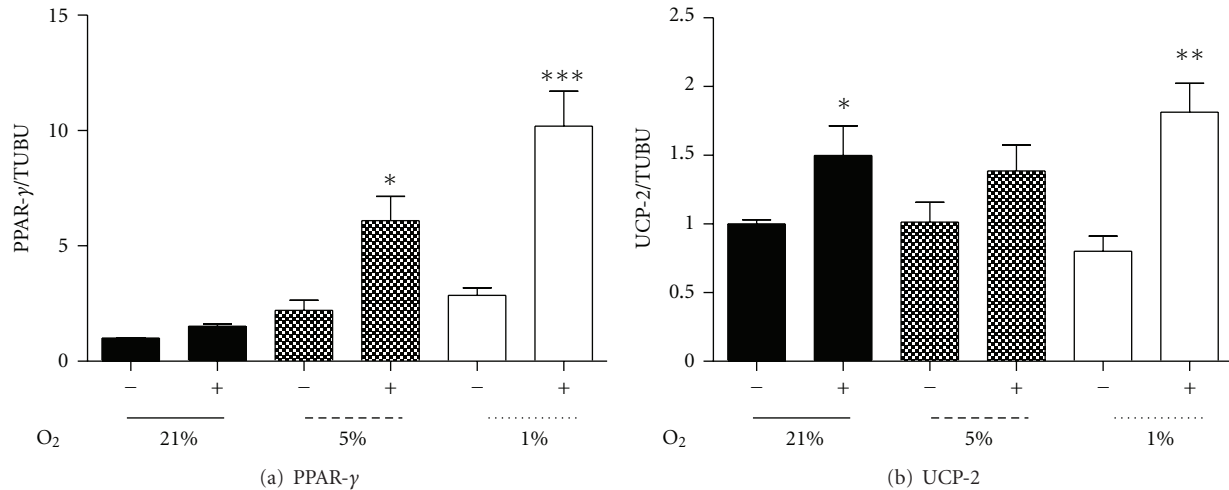 PPAR-γ/TUBU
15
10
5
0
*
***
− + − + − +
O₂ 21% 5% 1%
(a) PPAR-γ
UCP-2/TUBU
2.5
2
1.5
1
0.5
0
*
**
− + − + − +
O₂ 21% 5% 1%
(b) UCP-2